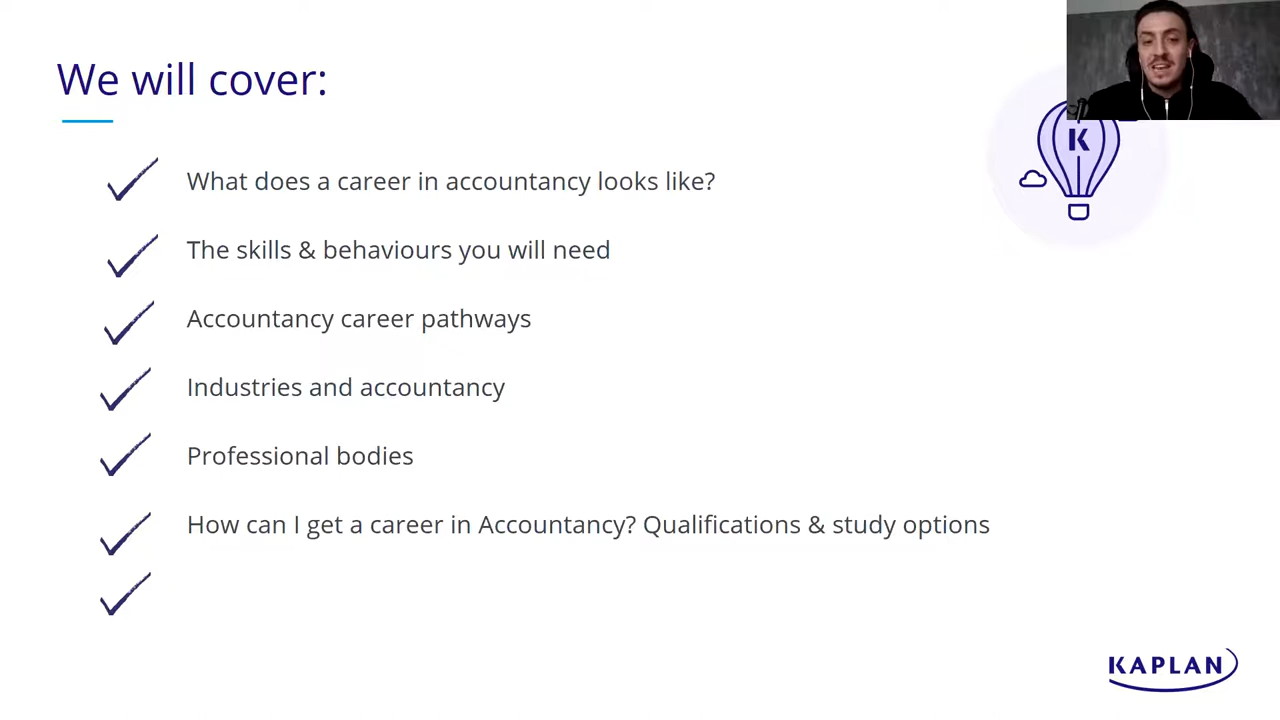 We will cover:
What does a career in accountancy looks like?
The skills & behaviours you will need
Accountancy career pathways
Industries and accountancy
Professional bodies
How can I get a career in Accountancy? Qualifications & study options
K
KAPLAN